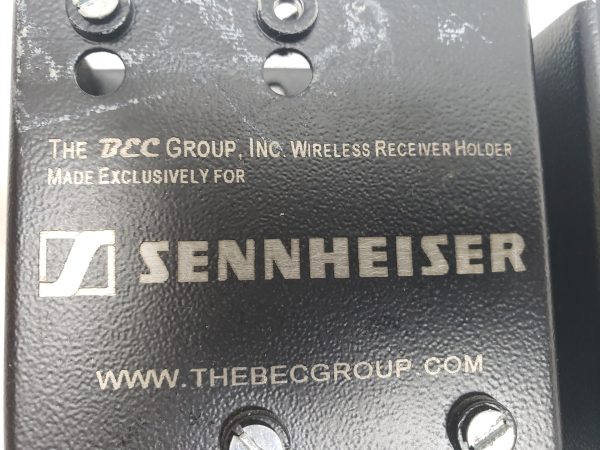 THE BEC GROUP, INC. WIRELESS RECEIVER HOLDER
MADE EXCLUSIVELY FOR
SENNHEISER
WWW.THEBECGROUP.COM